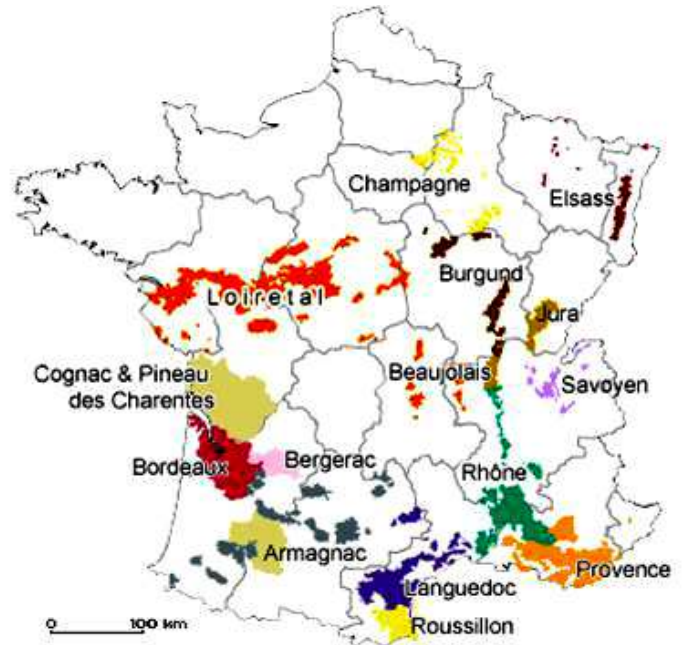 Champagne
Elsass
Loiretal
Burgund
Jura
Cognac & Pineau
des Charentes
Beaujolais
Savoyen
Bordeaux
Bergerac
Rhône
Armagnac
Provence
Languedoc
Roussillon
0 100 km